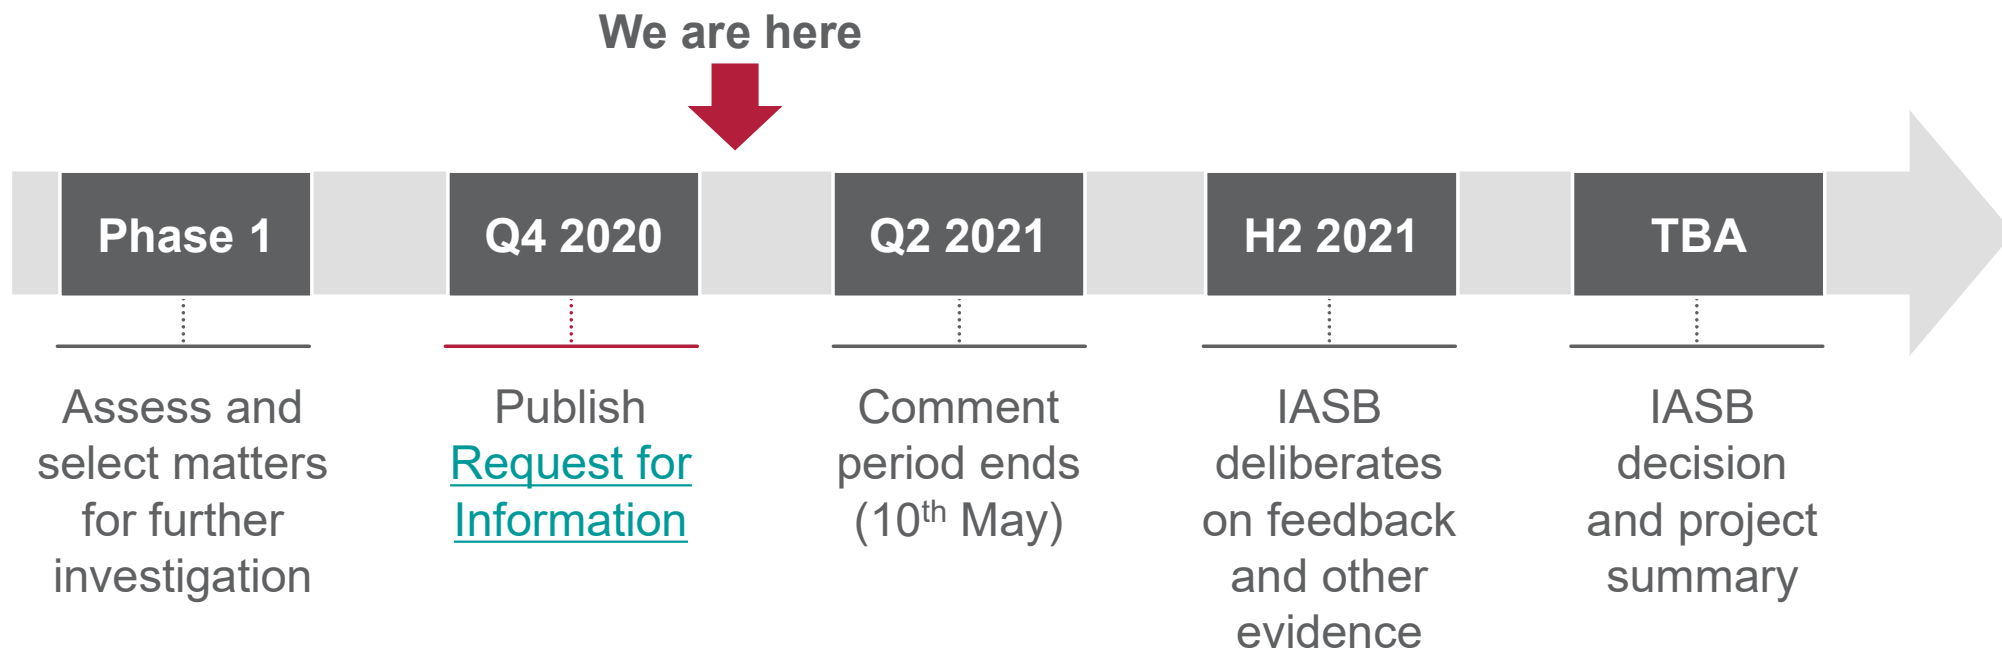 We are here
Phase 1
Q4 2020
Q2 2021
H2 2021
TBA
Assess and
select matters
for further
investigation
Publish
Request for
Information
Comment
period ends
(10th May)
IASB
deliberates
on feedback
and other
evidence
IASB
decision
and project
summary